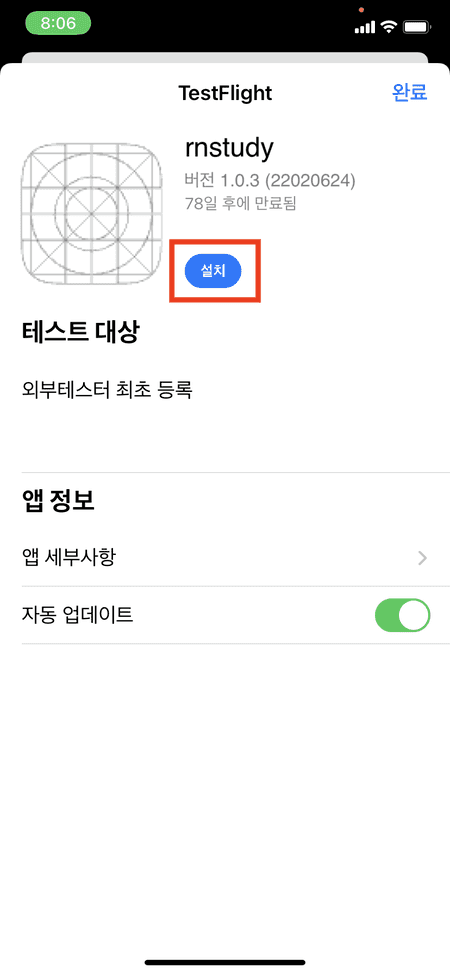 8:06
TestFlight
완료
rnstudy
버전 1.0.3 (22020624)
78일 후에 만료됨
설치
테스트 대상
외부테스터 최초 등록
앱 정보
앱 세부사항
자동 업데이트